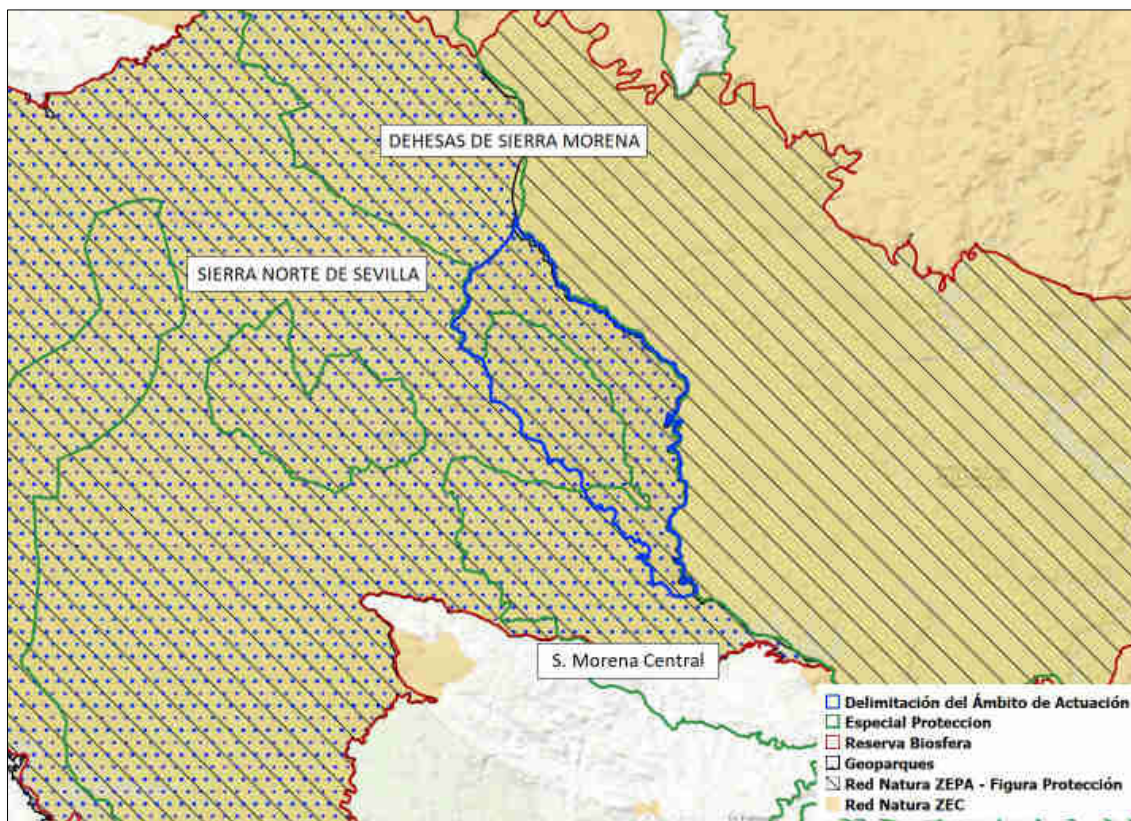 DEHESAS DE SIERRA MORENA
SIERRA NORTE DE SEVILLA
S. Morena Central
Delimitación del Ámbito de Actuación
Especial Proteccion
Reserva Biosfera
Geoparques
Red Natura ZEPA - Figura Protección
Red Natura ZEC